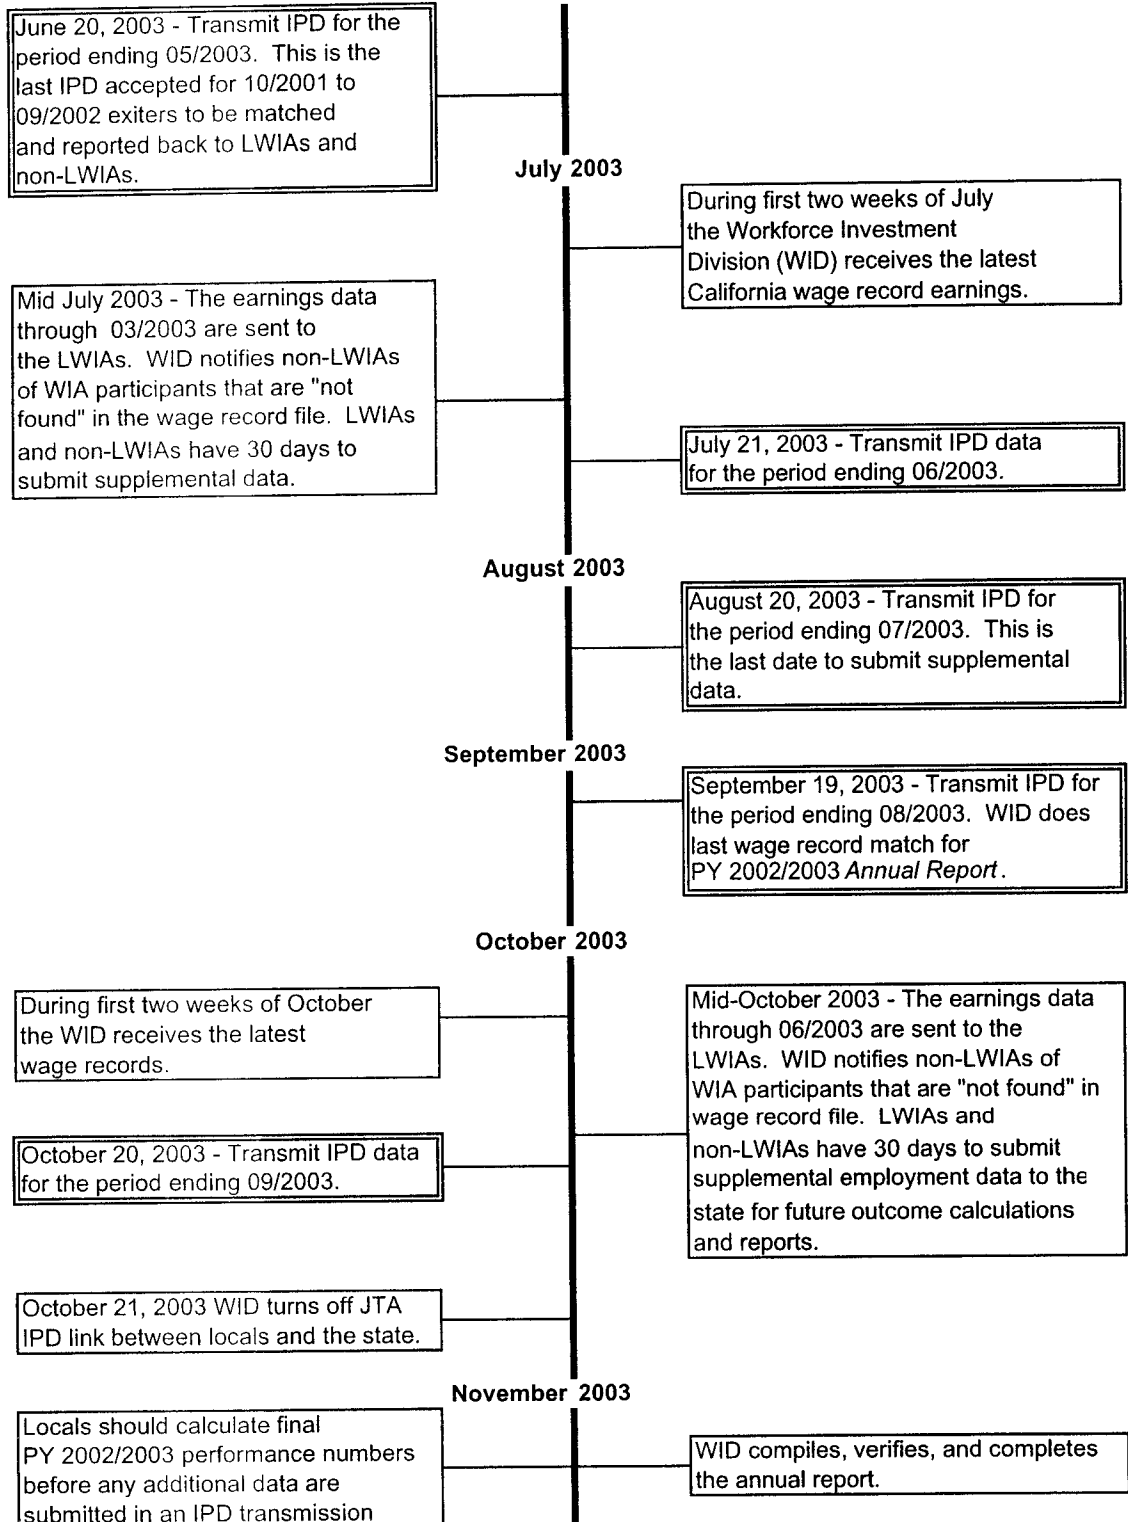 June 20, 2003 - Transmit IPD for the
period ending 05/2003.  This is the
last IPD accepted for 10/2001 to
09/2002 exiters to be matched
and reported back to LWIAs and
non-LWIAs.
July 2003
During first two weeks of July
the Workforce Investment
Division (WID) receives the latest
California wage record earnings.
Mid July 2003 - The earnings data
through  03/2003 are sent to
the LWIAs.  WID notifies non-LWIAs
of WIA participants that are "not
found" in the wage record file.  LWIAs
and non-LWIAs have 30 days to
submit supplemental data.
July 21, 2003 - Transmit IPD data
for the period ending 06/2003.
August 2003
August 20, 2003 - Transmit IPD for
the period ending 07/2003.  This is
the last date to submit supplemental
data.
September 2003
September 19, 2003 - Transmit IPD for
the period ending 08/2003.  WID does
last wage record match for
PY 2002/2003 Annual Report.
October 2003
During first two weeks of October
the WID receives the latest
wage records.
Mid-October 2003 - The earnings data
through 06/2003 are sent to the
LWIAs.  WID notifies non-LWIAs of
WIA participants that are "not found" in
wage record file.  LWIAs and
non-LWIAs have 30 days to submit
supplemental employment data to the
state for future outcome calculations
and reports.
October 20, 2003 - Transmit IPD data
for the period ending 09/2003.
October 21, 2003 WID turns off JTA
IPD link between locals and the state.
November 2003
Locals should calculate final
PY 2002/2003 performance numbers
before any additional data are
submitted in an IPD transmission
WID compiles, verifies, and completes
the annual report.